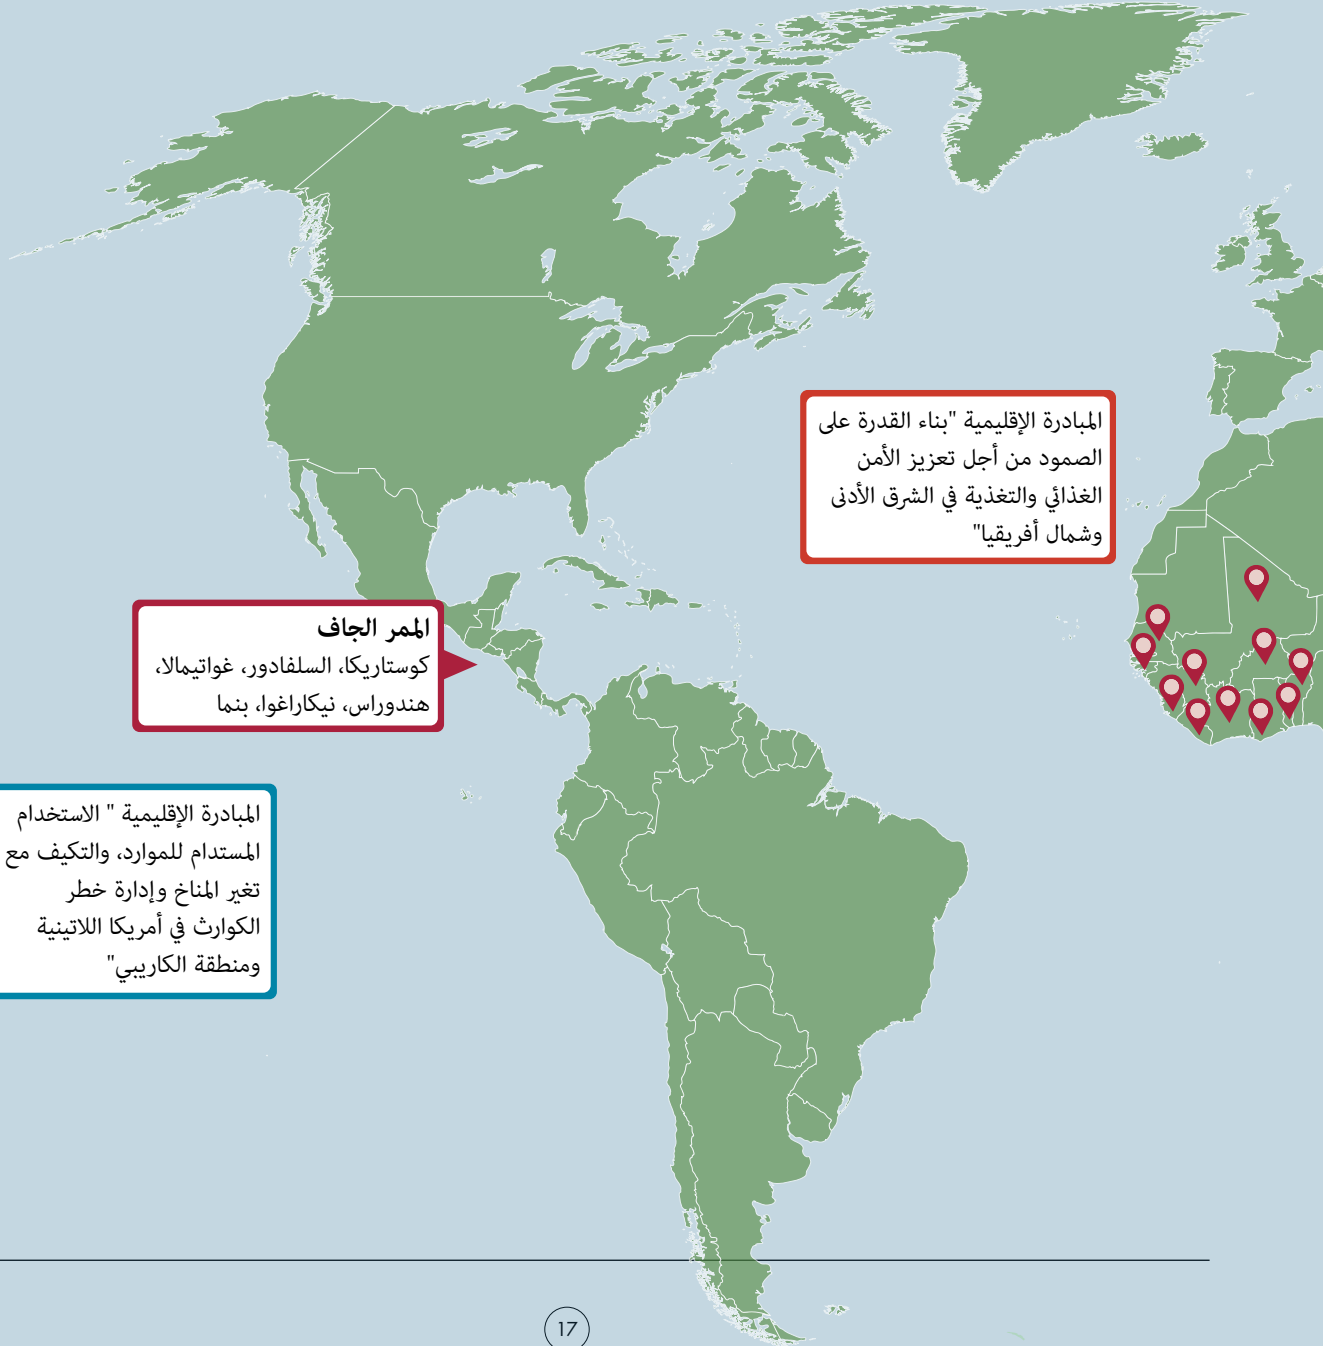 المبادرة الإقليمية "بناء القدرة على
الصمود من أجل تعزيز الأمن
الغذائي والتغذية في الشرق الأدنى
وشمال أفريقيا"
الممر الجاف
كوستاريكا، السلفادور، غواتيمالا،
هندوراس، نيكاراغوا، بنما
المبادرة الإقليمية " الاستخدام
المستدام للموارد، والتكيف مع
تغير المناخ وإدارة خطر
الكوارث في أمريكا اللاتينية
ومنطقة الكاريبي"
17